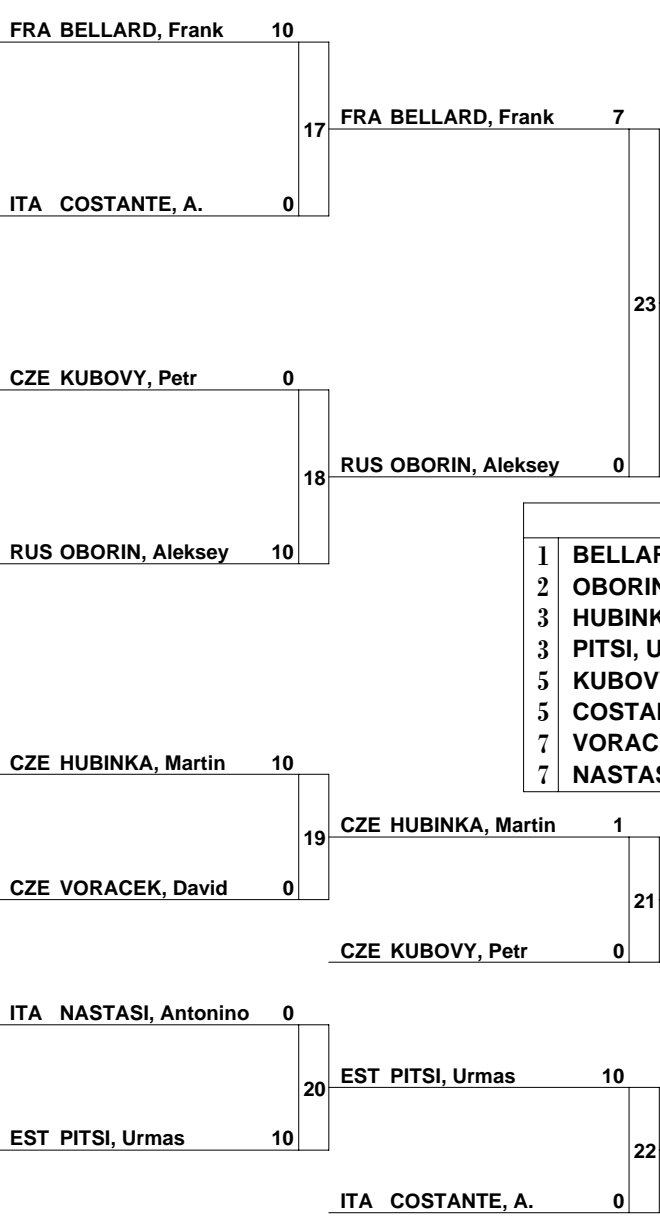 FRA BELLARD, Frank 10
17
FRA BELLARD, Frank 7
ITA COSTANTE, A. 0
23
CZE KUBOVY, Petr 0
18
RUS OBORIN, Aleksey 0
RUS OBORIN, Aleksey 10
1
2
3
3 PITSI,
5
5
7
7
CZE HUBINKA, Martin 10
19
CZE HUBINKA, Martin 1
CZE VORACEK, David 0
21
CZE KUBOVY, Petr 0
ITA NASTASI, Antonino 0
20
EST PITSI, Urmas 10
EST PITSI, Urmas 10
22
ITA COSTANTE, A. 0